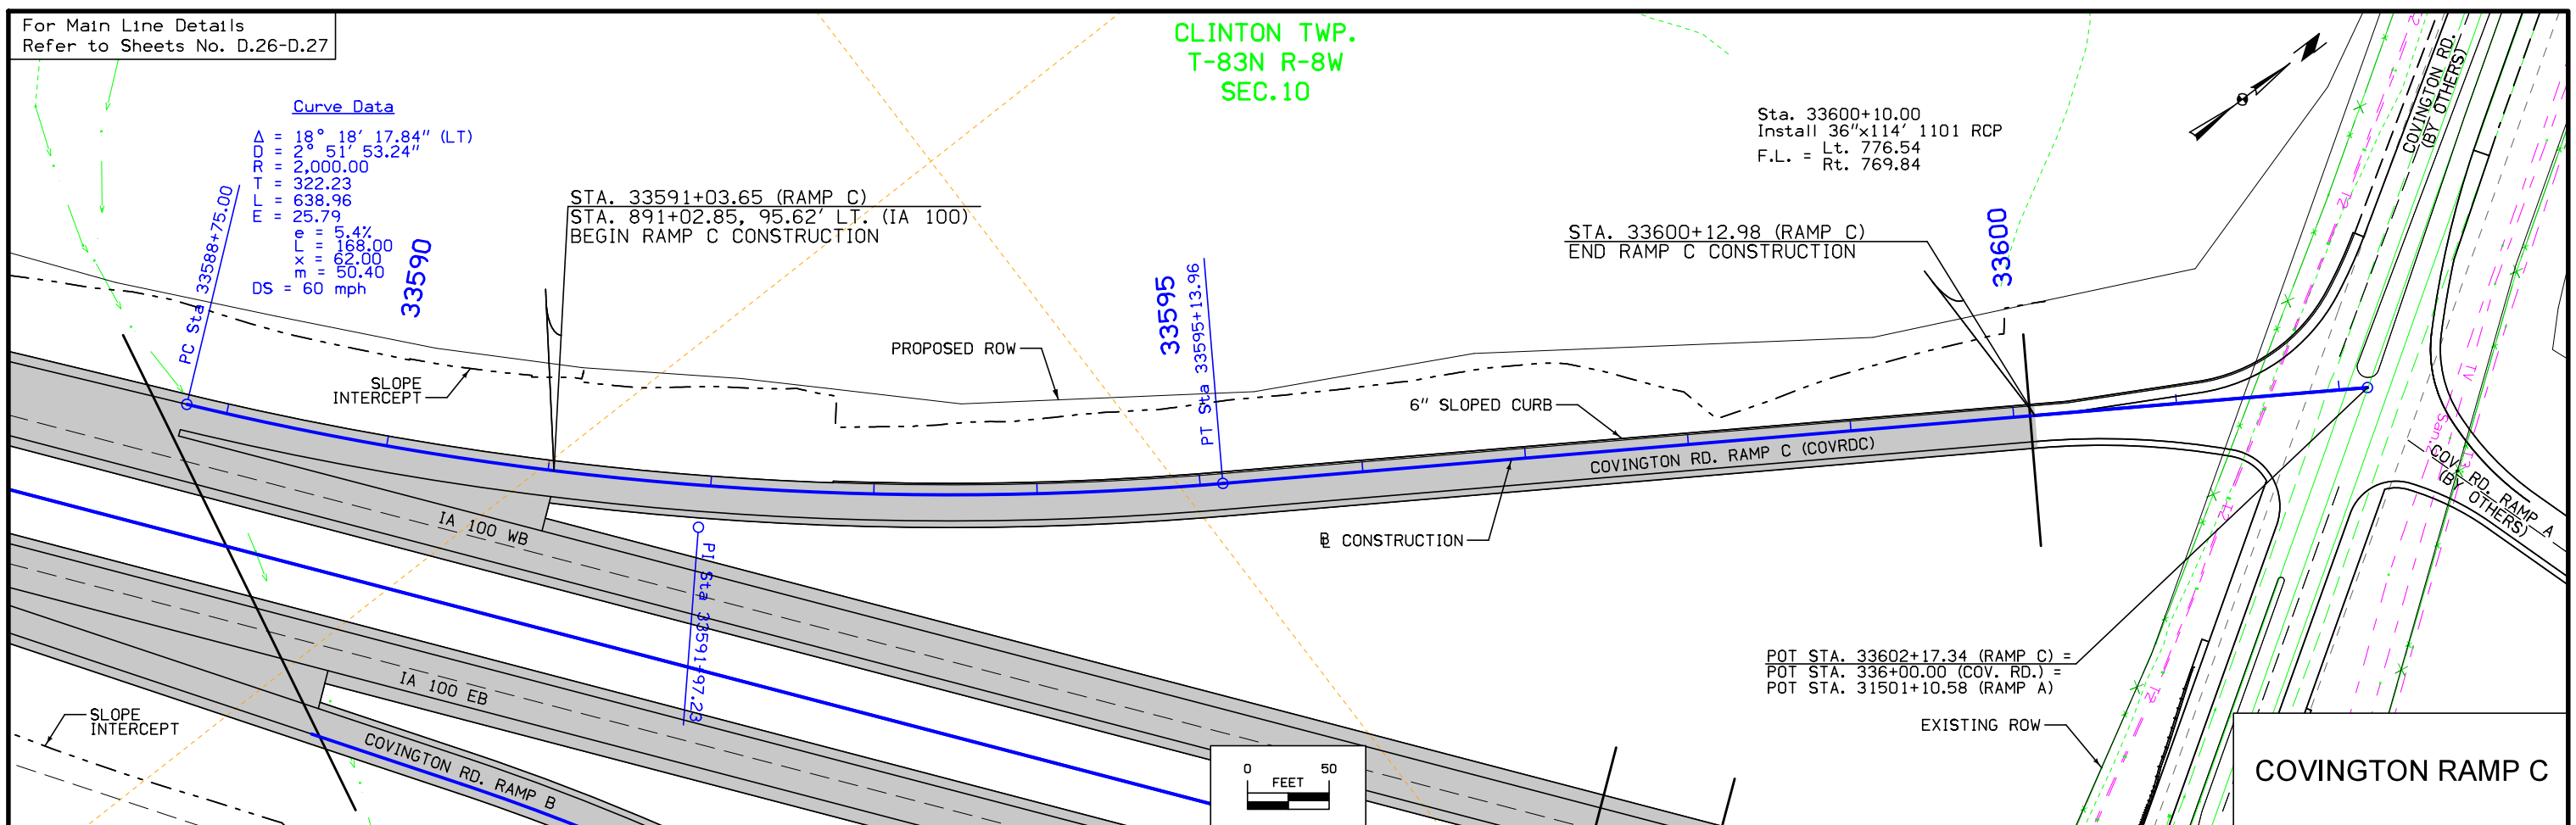 For Main Line Details
Refer to Sheets No. D.26-D.27
CLINTON TWP.
T-83N R-8W
SEC.10
Curve Data
Δ = 18° 18' 17.84" (LT)
D = 2° 51' 53.24"
R = 2,000.00
T = 322.23
L = 638.96
E = 25.79
e = 5.4%
L = 168.00
x = 62.00
m = 50.40
DS = 60 mph
PC Sta 33588+75.00
33590
STA. 33591+03.65 (RAMP C)
STA. 891+02.85, 95.62' LT. (IA 100)
BEGIN RAMP C CONSTRUCTION
33595
PT Sta 33595+13.96
Sta. 33600+10.00
Install 36"x114' 1101 RCP
F.L. = Lt. 776.54
Rt. 769.84
STA. 33600+12.98 (RAMP C)
END RAMP C CONSTRUCTION
33600
N
COVINGTON RD.
(BY OTHERS)
SLOPE
INTERCEPT
PROPOSED ROW
6" SLOPED CURB
COVINGTON RD. RAMP C (COVRDC)
BL CONSTRUCTION
IA 100 WB
PI Sta 33591+97.23
IA 100 EB
COVINGTON RD. RAMP B
SLOPE
INTERCEPT
0 50
FEET
POT STA. 33602+17.34 (RAMP C) =
POT STA. 336+00.00 (COV. RD.) =
POT STA. 31501+10.58 (RAMP A)
EXISTING ROW
COV. RD. RAMP A
(BY OTHERS)
T2
T2
T2
TV
San.
COVINGTON RAMP C